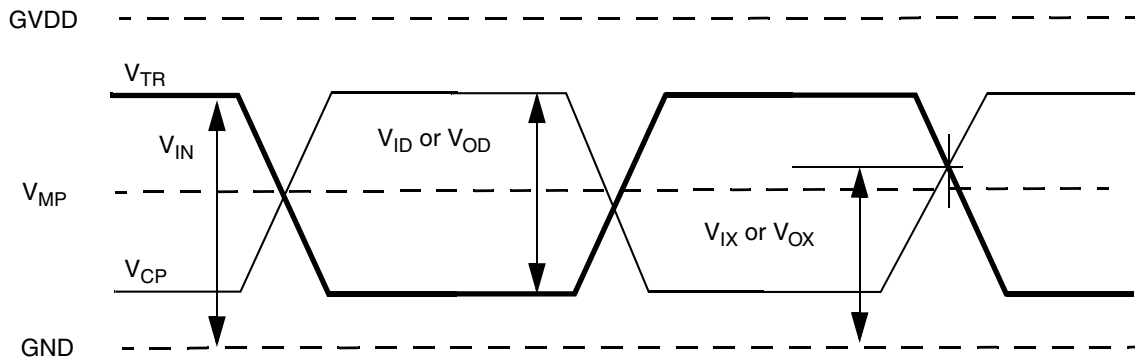 GVDD
VTR
VIN
VID or VOD
VMP
VIX or VOX
VCP
GND